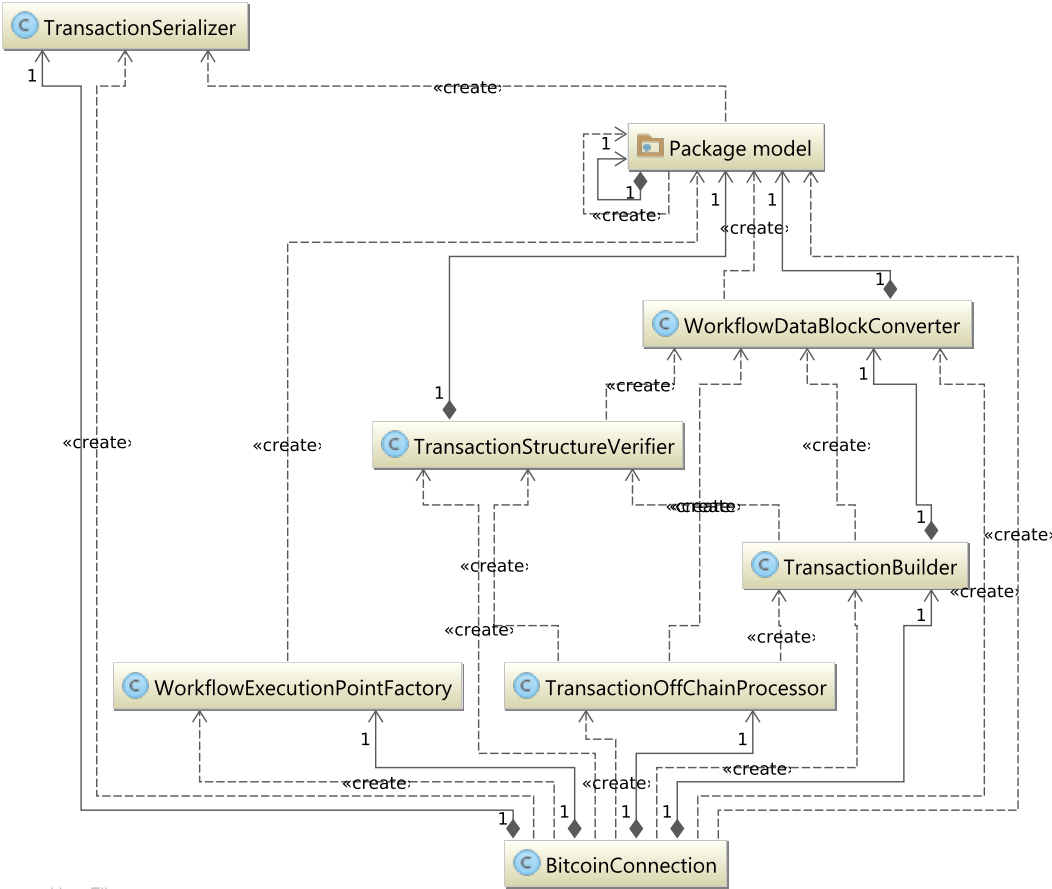 TransactionSerializer
1
«create»
Package model
1
1
«create»
1
1
«create»
1
WorkflowDataBlockConverter
«create»
1
1
«create»
«create»
«create»
TransactionStructureVerifier
«create»
«create»
1
«create»
«create»
TransactionBuilder
«create»
1
«create»
«create»
WorkflowExecutionPointFactory
TransactionOffChainProcessor
1
1
«create»
«create»
«create»
1
1
1
1
BitcoinConnection